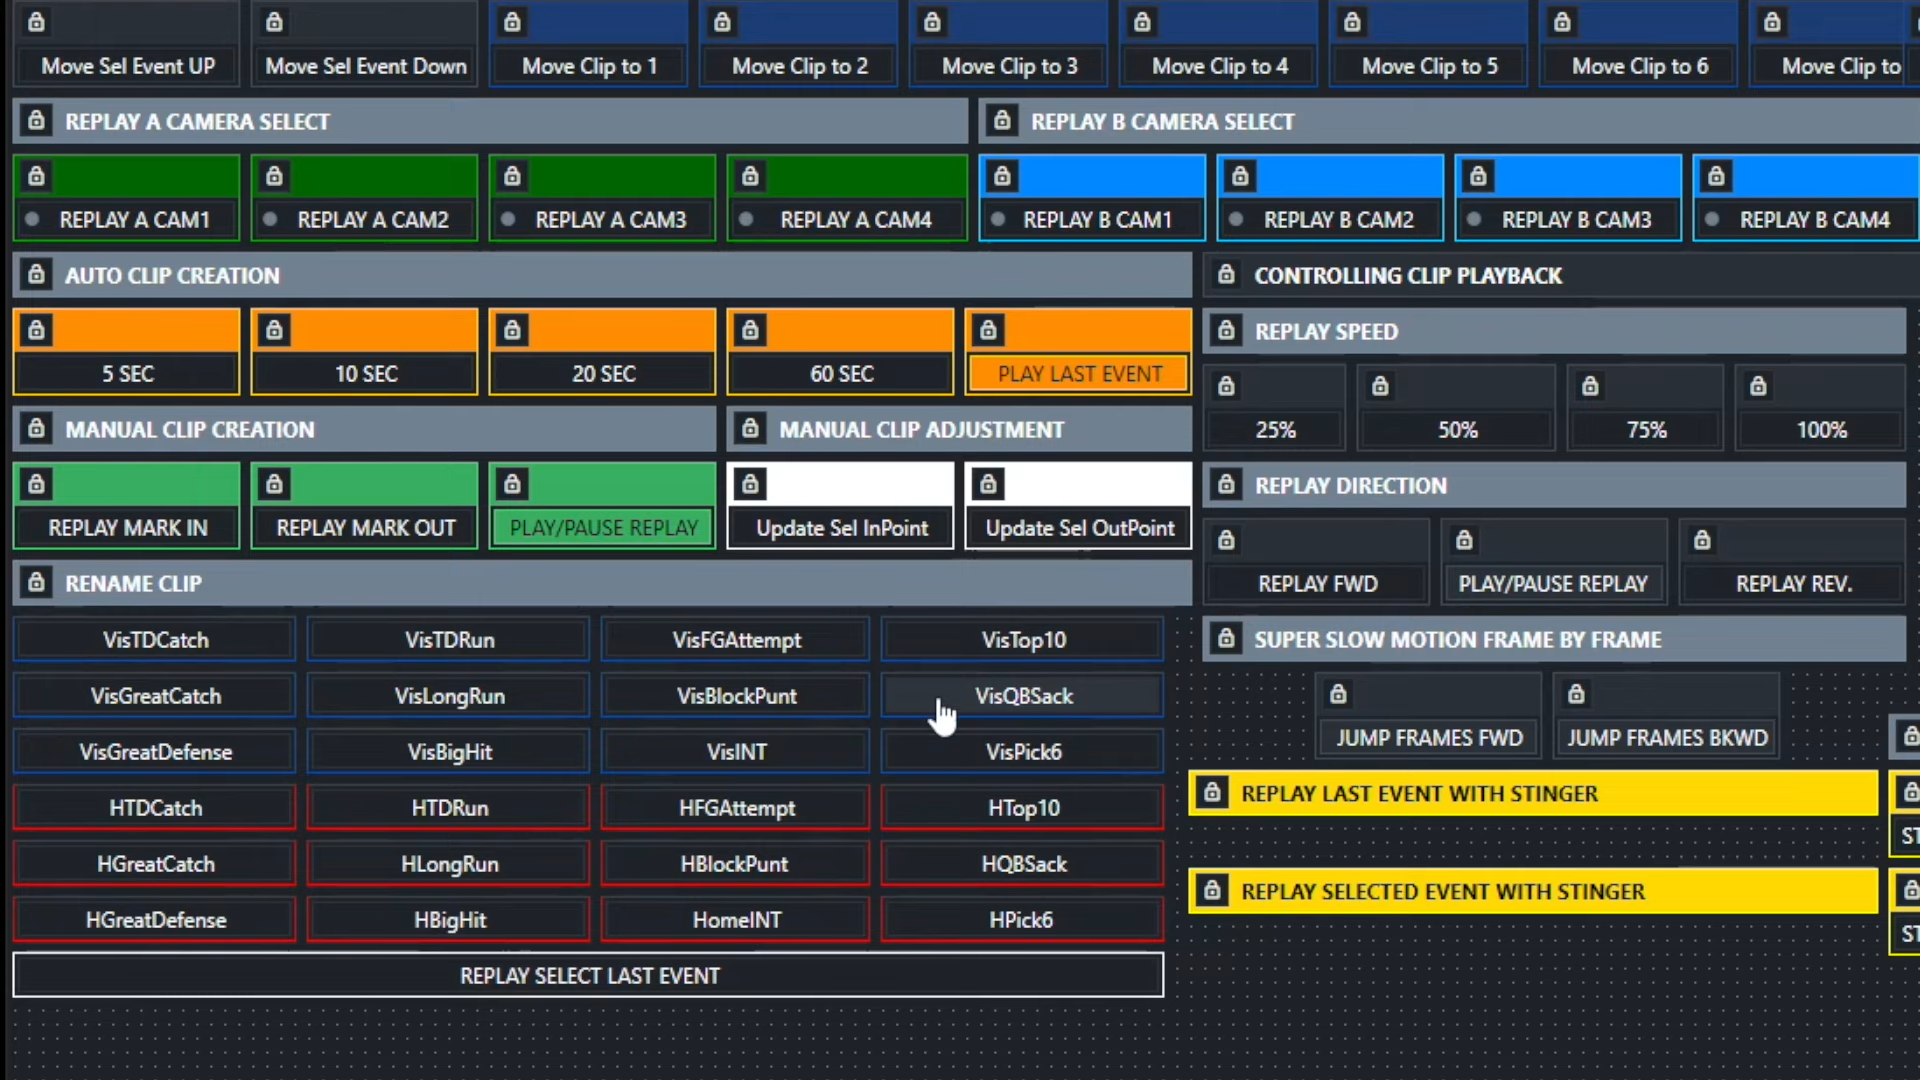 Move Sel Event UP
Move Sel Event Down
Move Clip to 1
Move Clip to 2
Move Clip to 3
Move Clip to 4
Move Clip to 5
Move Clip to 6
Move Clip to
REPLAY A CAMERA SELECT
REPLAY B CAMERA SELECT
REPLAY A CAM1
REPLAY A CAM2
REPLAY A CAM3
REPLAY A CAM4
REPLAY B CAM1
REPLAY B CAM2
REPLAY B CAM3
REPLAY B CAM4
AUTO CLIP CREATION
5 SEC
10 SEC
20 SEC
60 SEC
PLAY LAST EVENT
MANUAL CLIP CREATION
MANUAL CLIP ADJUSTMENT
REPLAY MARK IN
REPLAY MARK OUT
PLAY/PAUSE REPLAY
Update Sel InPoint
Update Sel OutPoint
RENAME CLIP
VisTDCatch
VisTDRun
VisFGAttempt
VisTop10
VisGreatCatch
VisLongRun
VisBlockPunt
VisQBSack
VisGreatDefense
VisBigHit
VisINT
VisPick6
HTDCatch
HTDRun
HFGAttempt
HTop10
HGreatCatch
HLongRun
HBlockPunt
HQBSack
HGreatDefense
HBigHit
HomeINT
HPick6
REPLAY SELECT LAST EVENT
CONTROLLING CLIP PLAYBACK
REPLAY SPEED
25%
50%
75%
100%
REPLAY DIRECTION
REPLAY FWD
PLAY/PAUSE REPLAY
REPLAY REV.
SUPER SLOW MOTION FRAME BY FRAME
JUMP FRAMES FWD
JUMP FRAMES BKWD
REPLAY LAST EVENT WITH STINGER
ST
REPLAY SELECTED EVENT WITH STINGER
ST